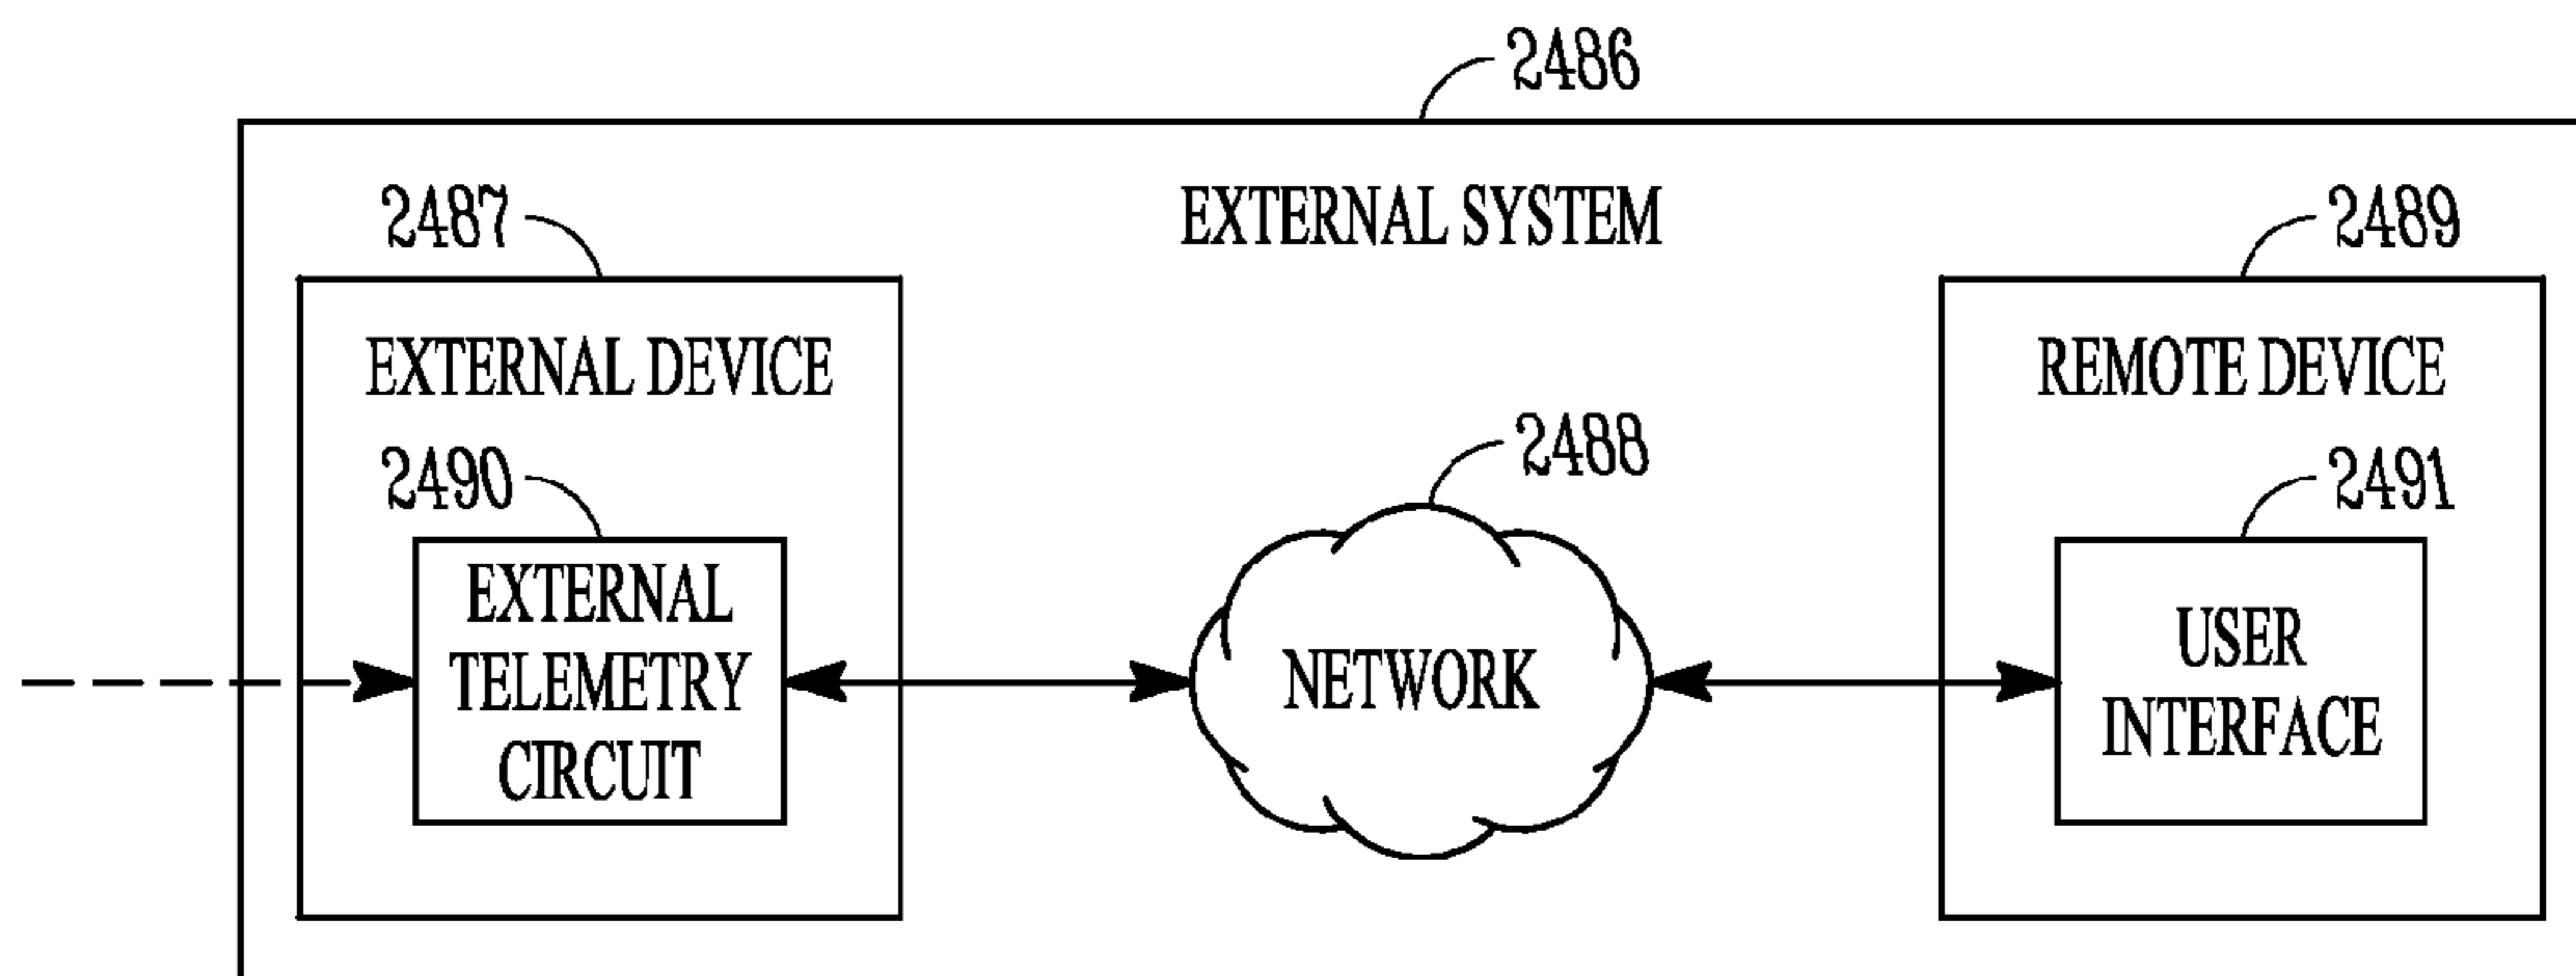 2486
EXTERNAL SYSTEM
2487
EXTERNAL DEVICE
2490
EXTERNAL
TELEMETRY
CIRCUIT
2488
NETWORK
2489
REMOTE DEVICE
2491
USER
INTERFACE